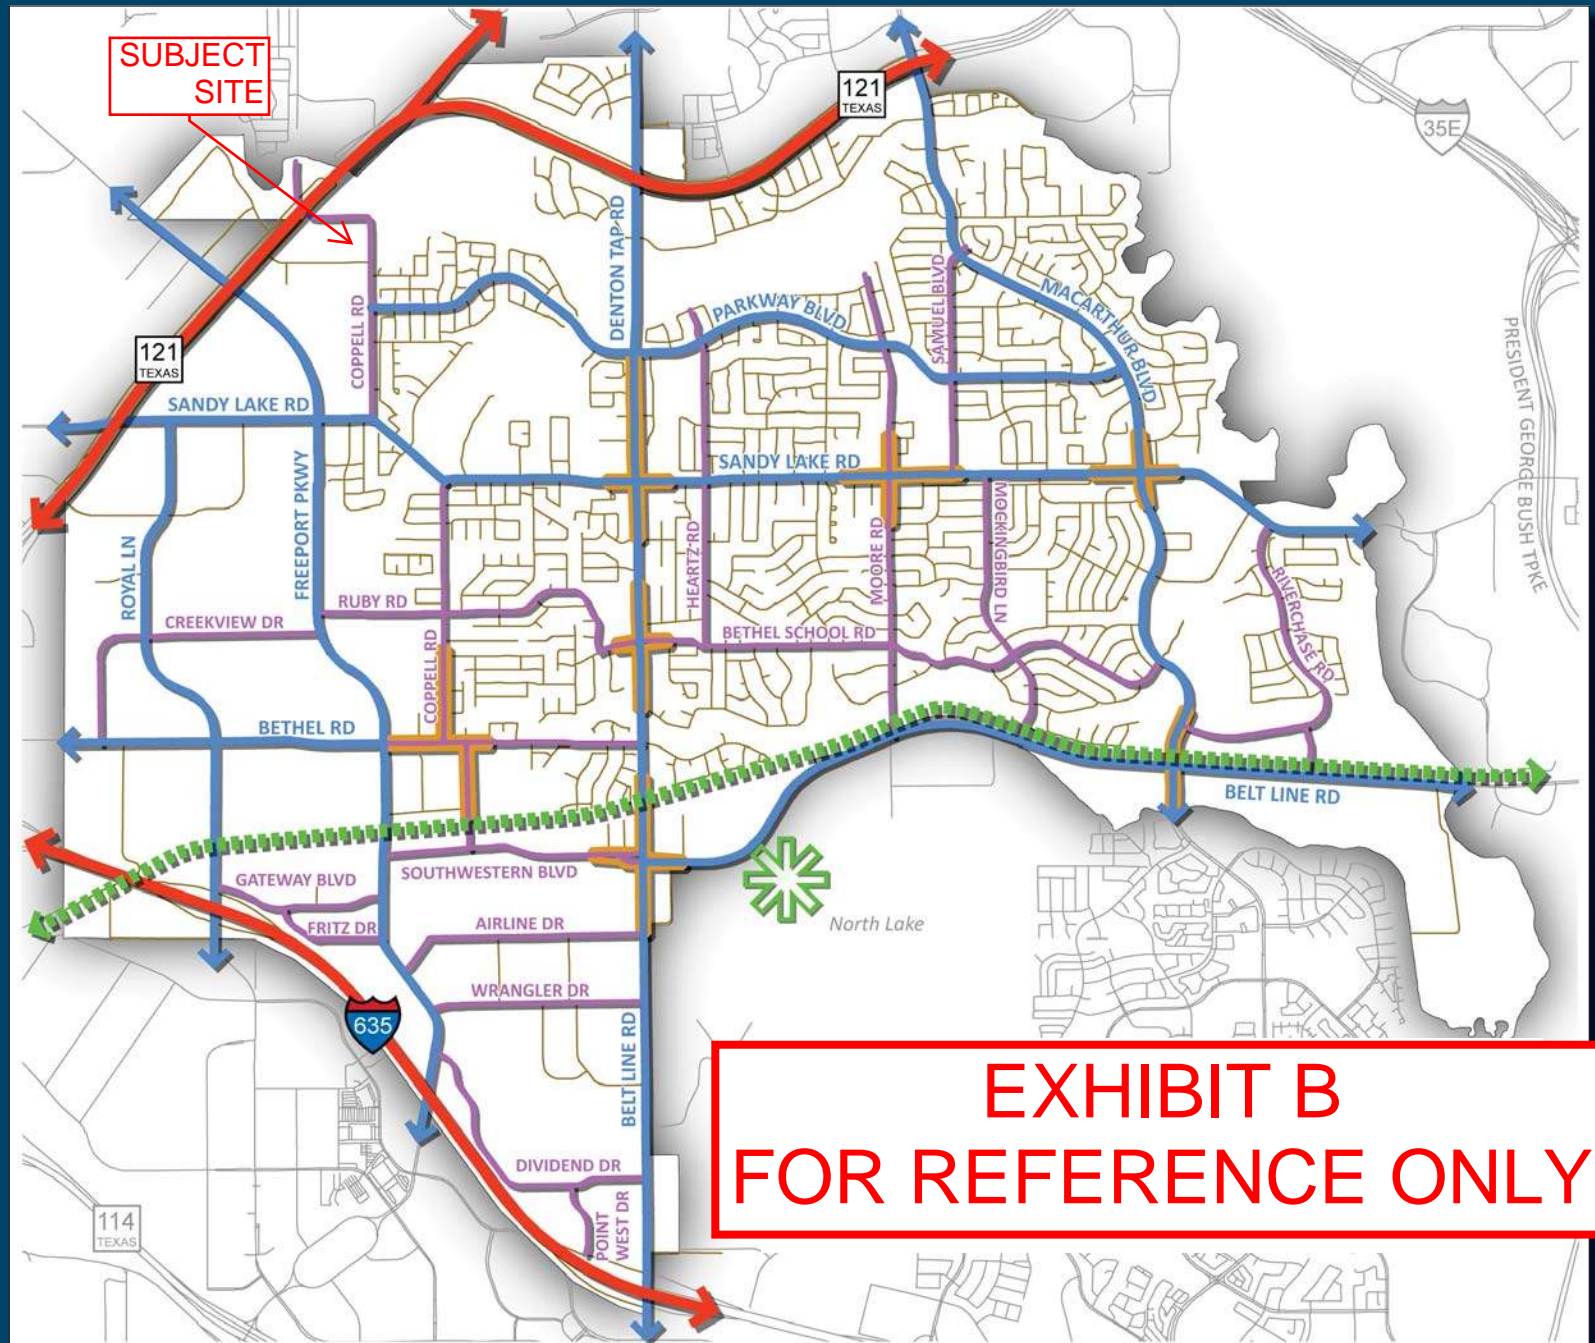 SUBJECT
SITE
121
TEXAS
35E
DENTON TAP RD
PARKWAY BLVD
SAMUEL BLVD
MACARTHUR BLVD
COPPELL RD
121
TEXAS
SANDY LAKE RD
PRESIDENT GEORGE BUSH TPKE
SANDY LAKE RD
FREEPORT PKWY
ROYAL LN
HEARTZ RD
MOORE RD
MOCKINGBIRD LN
RIVERCHASE RD
RUBY RD
CREEKVIEW DR
BETHEL SCHOOL RD
COPPELL RD
BETHEL RD
BELT LINE RD
GATEWAY BLVD
SOUTHWESTERN BLVD
FRITZ DR
AIRLINE DR
North Lake
WRANGLER DR
635
BELT LINE RD
EXHIBIT B
FOR REFERENCE ONLY
DIVIDEND DR
POINT
WEST DR
114
TEXAS